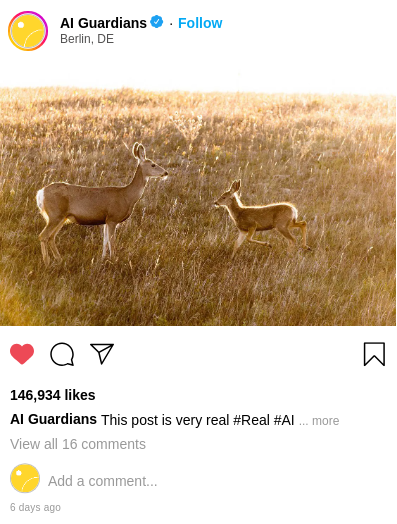 AI Guardians · Follow
Berlin, DE
146,934 likes
AI Guardians This post is very real #Real #AI ... more
View all 16 comments
Add a comment...
6 days ago